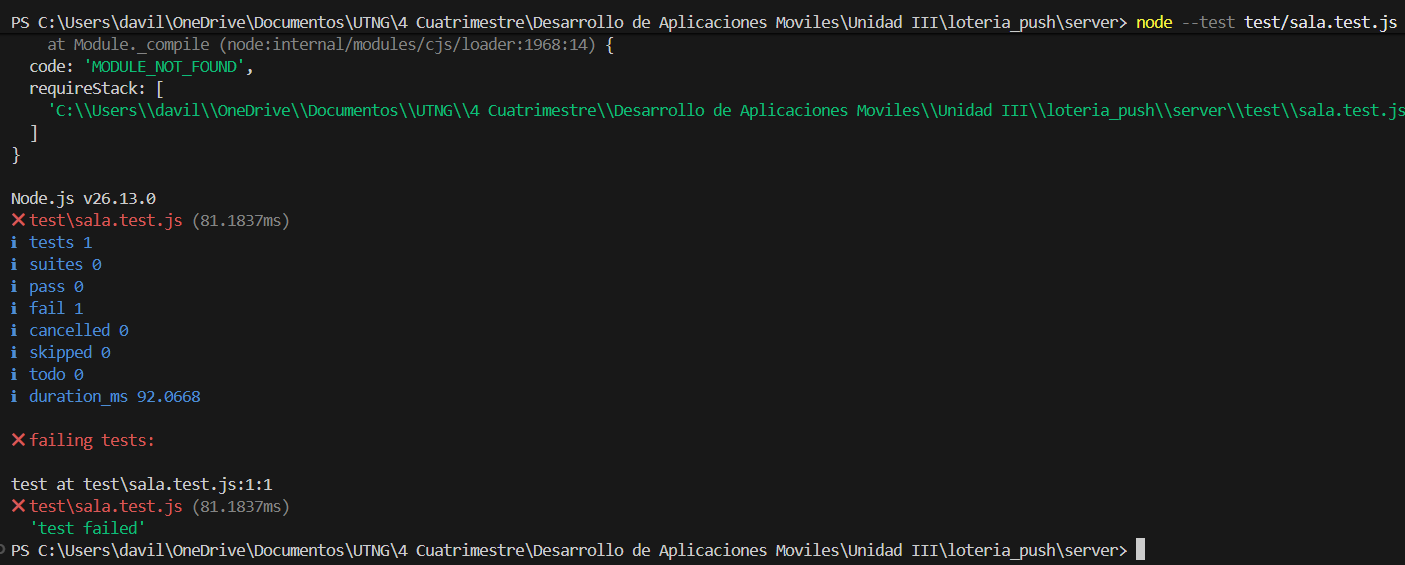 PS C:\Users\davil\OneDrive\Documentos\UTNG\4 Cuatrimestre\Desarrollo de Aplicaciones Moviles\Unidad III\loteria_push\server> node --test test/sala.test.js
    at Module._compile (node:internal/modules/cjs/loader:1968:14) {
  code: 'MODULE_NOT_FOUND',
  requireStack: [
    'C:\\Users\\davil\\OneDrive\\Documentos\\UTNG\\4 Cuatrimestre\\Desarrollo de Aplicaciones Moviles\\Unidad III\\loteria_push\\server\\test\\sala.test.js
  ]
}
Node.js v26.13.0
❌ test\sala.test.js (81.1837ms)
ℹ tests 1
ℹ suites 0
ℹ pass 0
ℹ fail 1
ℹ cancelled 0
ℹ skipped 0
ℹ todo 0
ℹ duration_ms 92.0668
❌ failing tests:
test at test\sala.test.js:1:1
❌ test\sala.test.js (81.1837ms)
  'test failed'
PS C:\Users\davil\OneDrive\Documentos\UTNG\4 Cuatrimestre\Desarrollo de Aplicaciones Moviles\Unidad III\loteria_push\server>